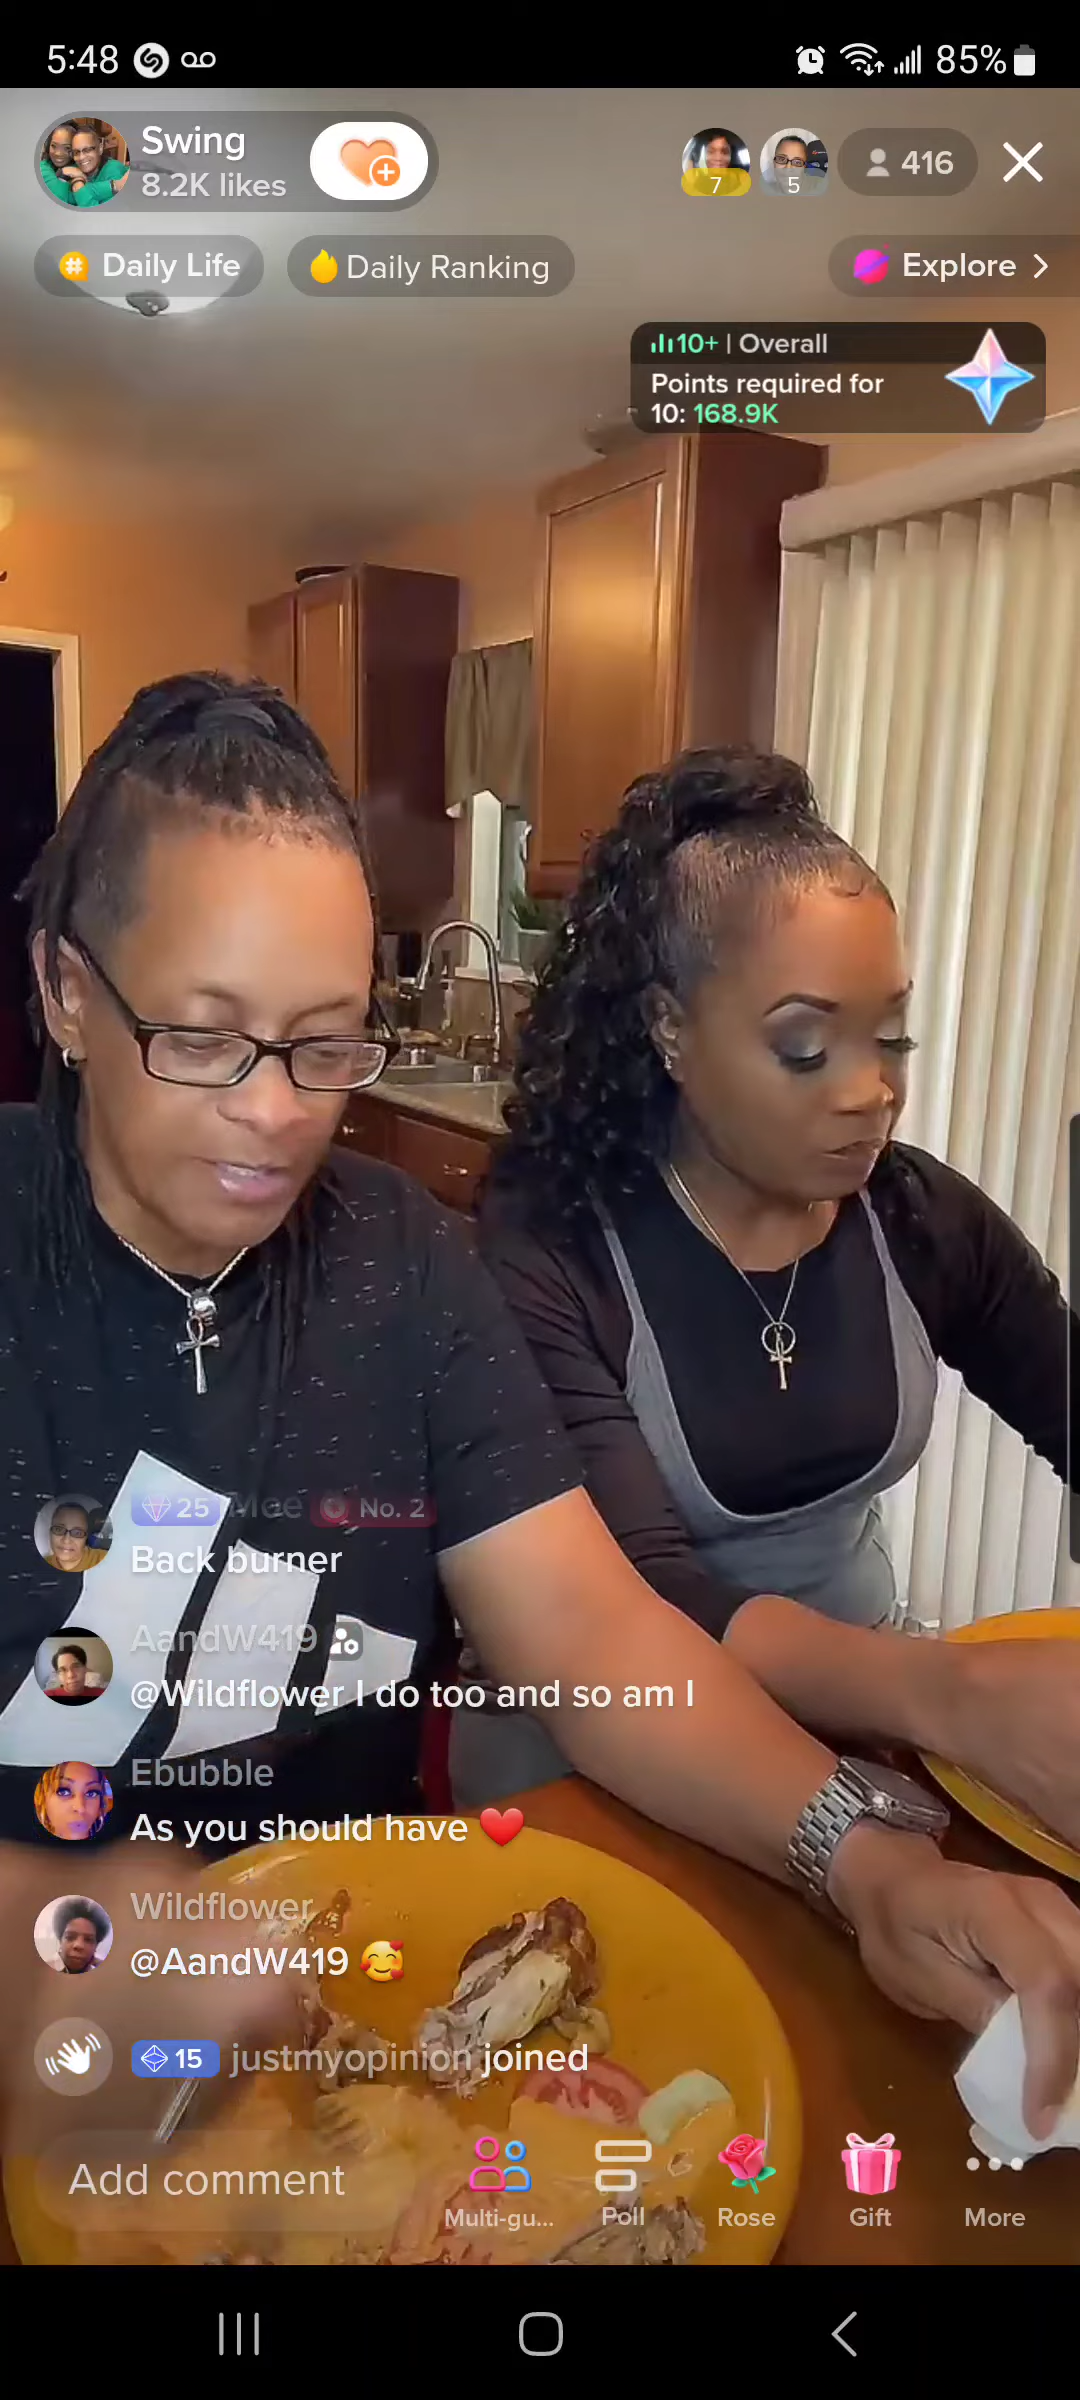 5:48
85%
Swing
8.2K likes
7
5
416
Daily Life
Daily Ranking
Explore
10+ | Overall
Points required for
10: 168.9K
25 Moe No. 2
Back burner
AandW419
@Wildflower I do too and so am I
Ebubble
As you should have ❤️
Wildflower
@AandW419 🥰
15 justmyopinion joined
Add comment
Multi-gu...
Poll
Rose
Gift
More